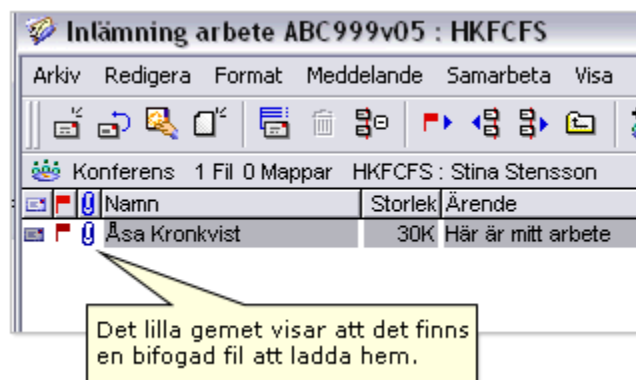 Inlämning arbete ABC999v05 : HKFCFS
Arkiv Redigera Format Meddelande Samarbeta Visa
Konferens 1 Fil 0 Mappar HKFCFS : Stina Stensson
Namn Storlek Ärende
Åsa Kronkvist 30K Här är mitt arbete
Det lilla gemet visar att det finns
en bifogad fil att ladda hem.